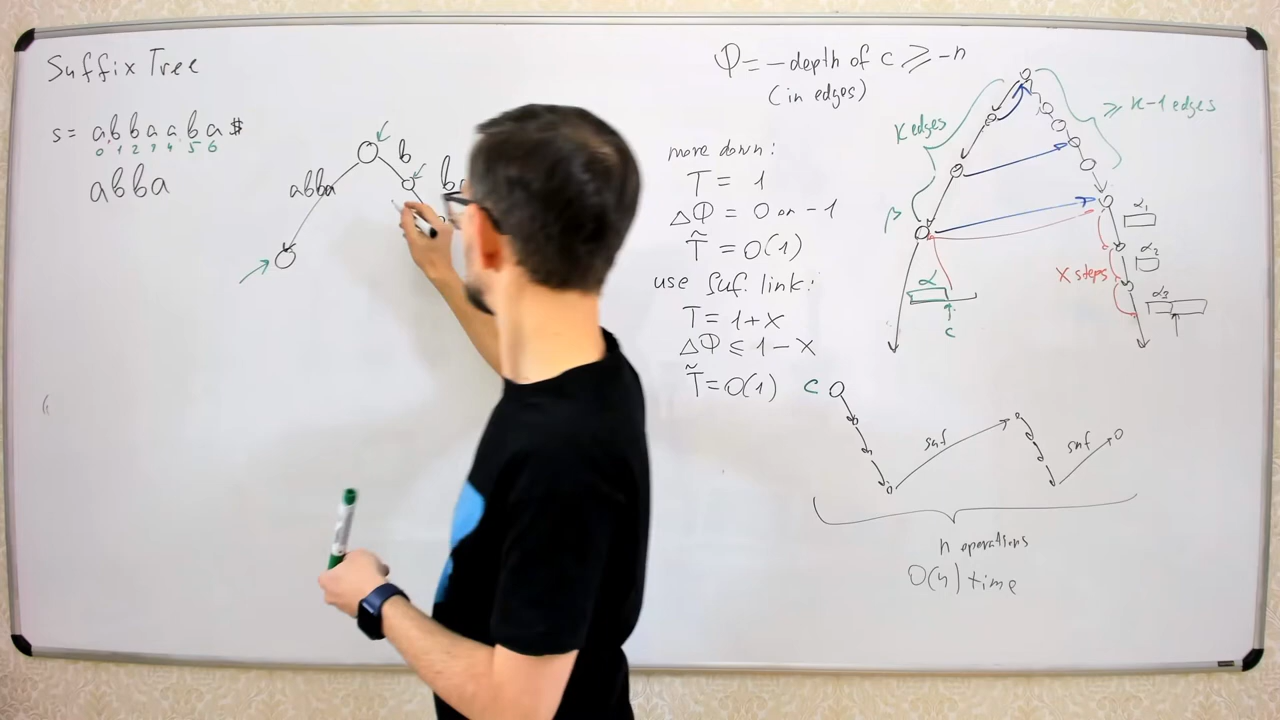 Suffix Tree
s = abbaaba$
0 1 2 3 4 5 6
abba
abba
b
φ = - depth of c ⩾ -n
(in edges)
more down:
T = 1
Δφ = 0 or -1
T̃ = O(1)
use suf. link:
T = 1+x
Δφ ⩽ 1-x
T̃ = O(1)
K edges
⩾ K-1 edges
β
α
c
α₁
α₂
x steps
α₃
c
suf
suf
n operations
O(n) time